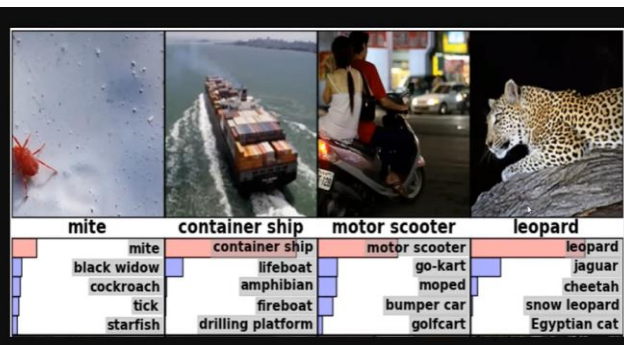 mite container ship motor scooter leopard
mite container ship motor scooter leopard
black widow lifeboat go-kart jaguar
cockroach amphibian moped cheetah
tick fireboat bumper car snow leopard
starfish drilling platform golfcart Egyptian cat